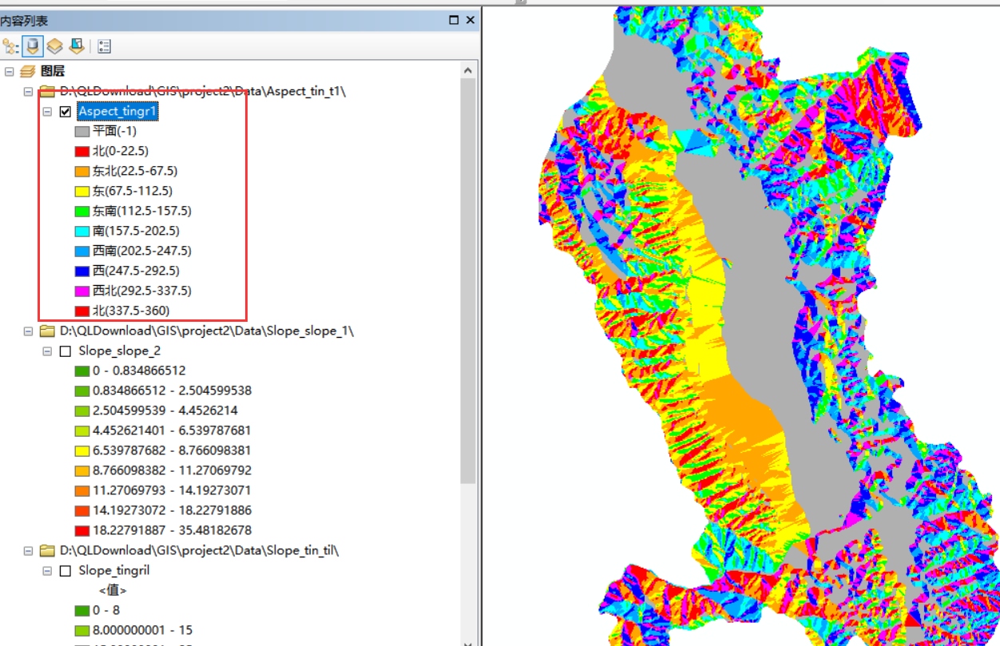 内容列表
图层
D:\QLDownload\GIS\project2\Data\Aspect_tin_t1\
Aspect_tingr1
平面(-1)
北(0-22.5)
东北(22.5-67.5)
东(67.5-112.5)
东南(112.5-157.5)
南(157.5-202.5)
西南(202.5-247.5)
西(247.5-292.5)
西北(292.5-337.5)
北(337.5-360)
D:\QLDownload\GIS\project2\Data\Slope_slope_1\
Slope_slope_2
0 - 0.834866512
0.834866512 - 2.504599538
2.504599539 - 4.4526214
4.452621401 - 6.539787681
6.539787682 - 8.766098381
8.766098382 - 11.27069792
11.27069793 - 14.19273071
14.19273072 - 18.22791886
18.22791887 - 35.48182678
D:\QLDownload\GIS\project2\Data\Slope_tin_til\
Slope_tingril
<值>
0 - 8
8.000000001 - 15